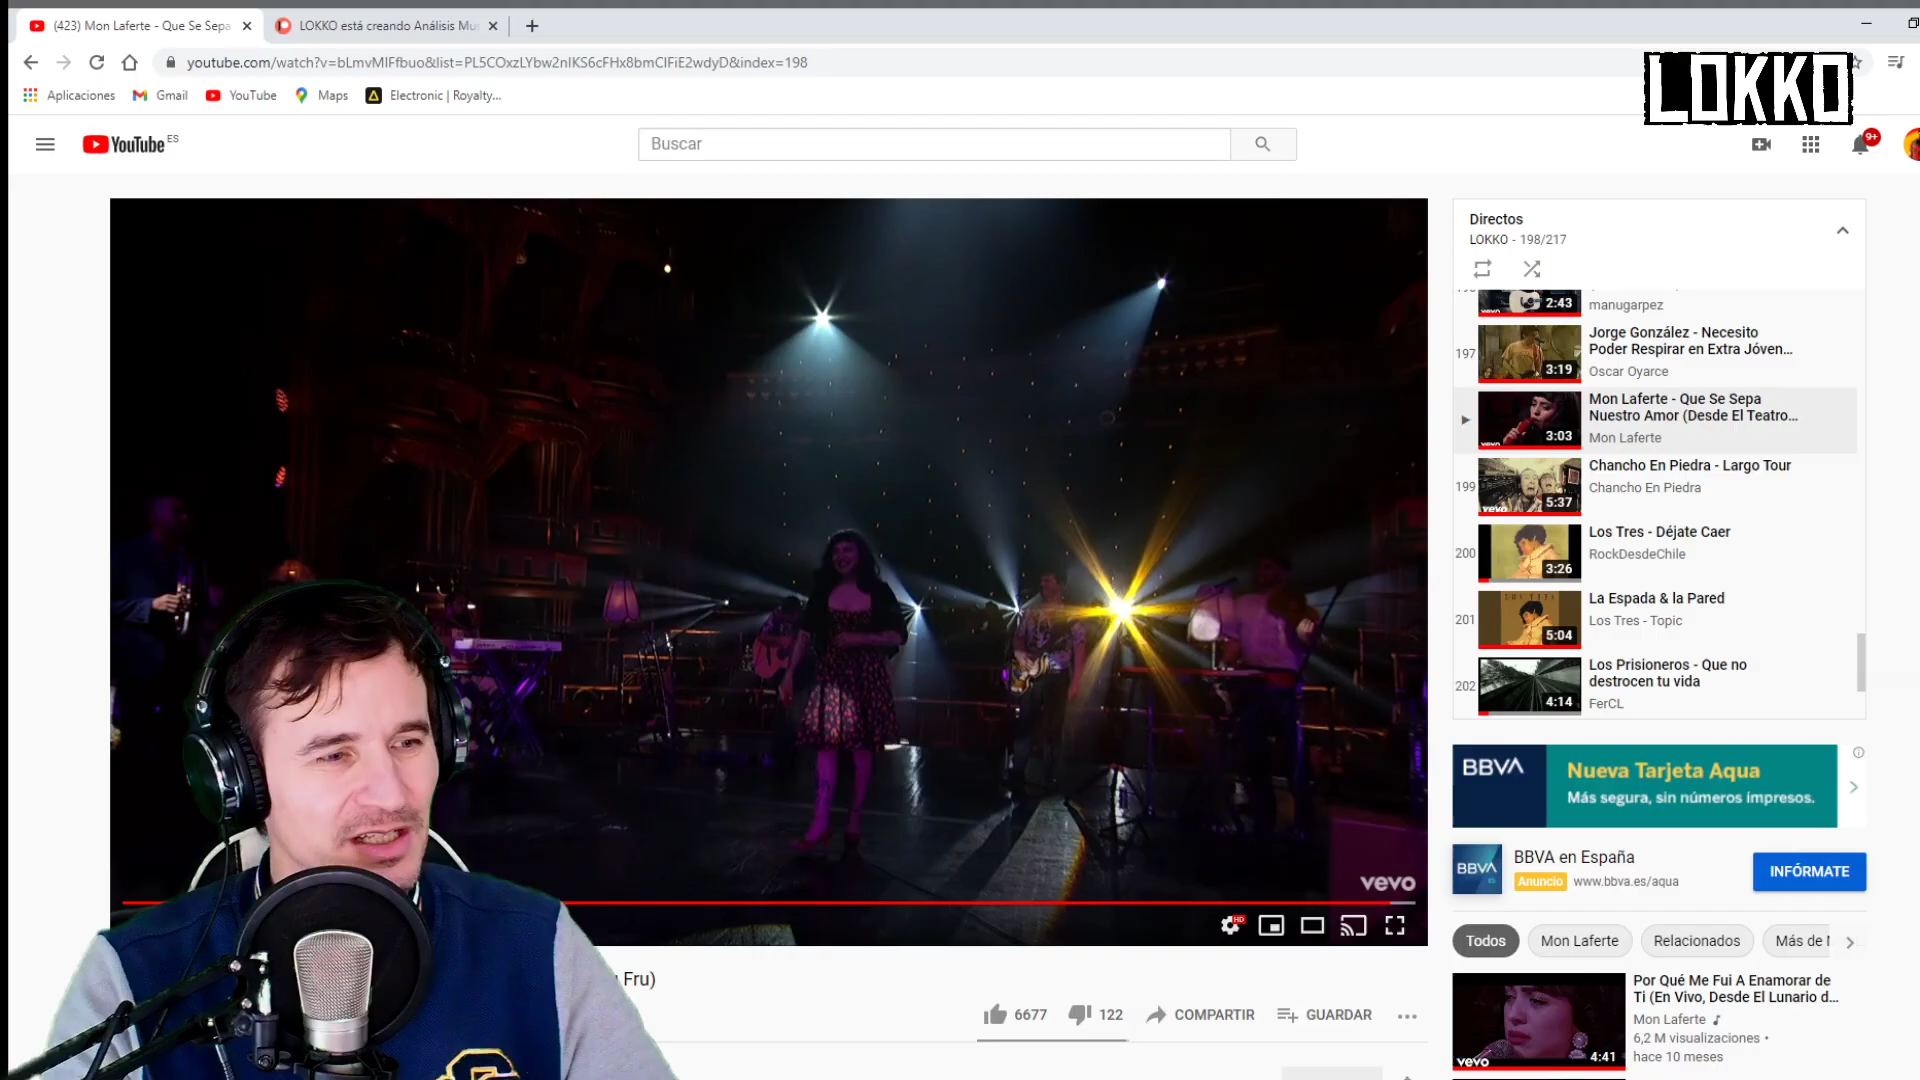 (423) Mon Laferte - Que Se Sepa
LOKKO está creando Análisis Mus
youtube.com/watch?v=bLmvMlFfbuo&list=PL5COxzLYbw2nlKS6cFHx8bmClFiE2wdyD&index=198
Aplicaciones
Gmail
YouTube
Maps
Electronic | Royalty...
LOKKO
YouTube ES
Buscar
9+
Directos
LOKKO - 198/217
2:43
manugarpez
197
Jorge González - Necesito
Poder Respirar en Extra Jóven...
Oscar Oyarce
3:19
Mon Laferte - Que Se Sepa
Nuestro Amor (Desde El Teatro...
Mon Laferte
3:03
vevo
199
Chancho En Piedra - Largo Tour
Chancho En Piedra
5:37
vevo
200
Los Tres - Déjate Caer
RockDesdeChile
3:26
201
La Espada & la Pared
Los Tres - Topic
5:04
202
Los Prisioneros - Que no
destrocen tu vida
FerCL
4:14
vevo
HD
Fru)
6677
122
COMPARTIR
GUARDAR
BBVA
Nueva Tarjeta Aqua
Más segura, sin números impresos.
BBVA
BBVA en España
Anuncio www.bbva.es/aqua
INFÓRMATE
Todos
Mon Laferte
Relacionados
Más de
Por Qué Me Fui A Enamorar de
Ti (En Vivo, Desde El Lunario d...
Mon Laferte
6,2 M visualizaciones •
hace 10 meses
4:41
vevo